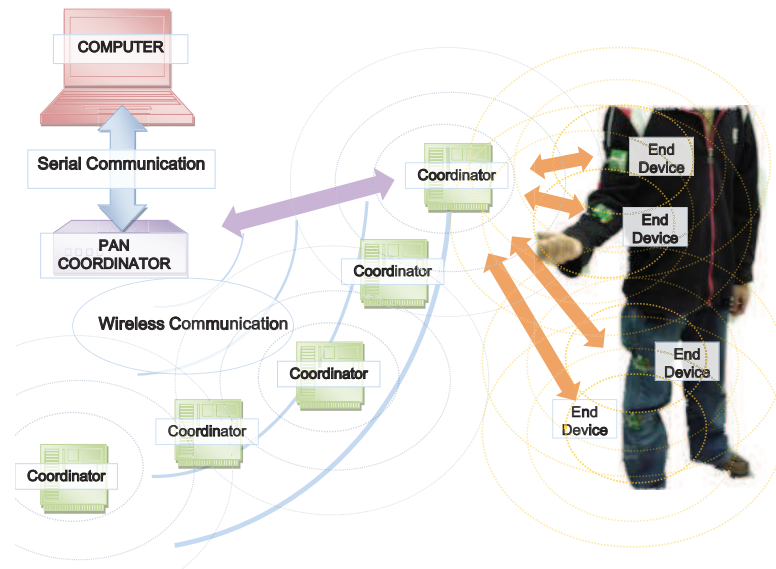 COMPUTER
Serial Communication
PAN
COORDINATOR
Wireless Communication
Coordinator
Coordinator
Coordinator
Coordinator
Coordinator
End
Device
End
Device
End
Device
End
Device